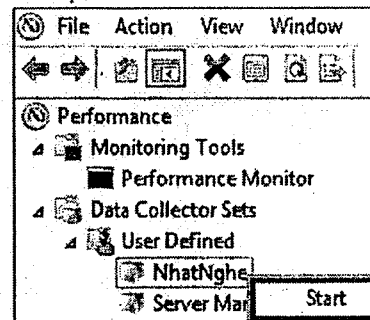 File Action View Window
Performance
Monitoring Tools
Performance Monitor
Data Collector Sets
User Defined
NhatNghe
Server Mar
Start